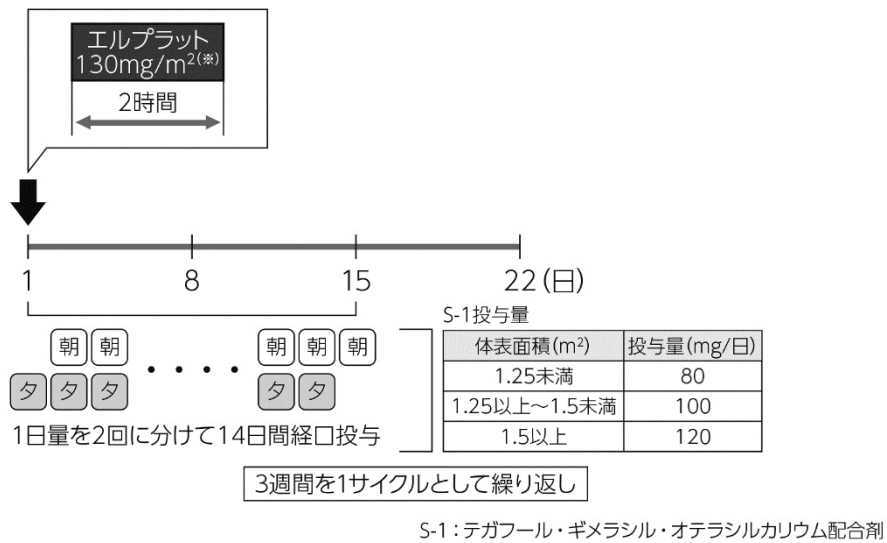 エルプラット
130mg/m²⁽※⁾
2時間
1 8 15 22(日)
S-1投与量
体表面積(m²) 投与量(mg/日)
1.25未満 80
1.25以上～1.5未満 100
1.5以上 120
朝 朝 ・・・・ 朝 朝 朝
夕 夕 夕 夕 夕
1日量を2回に分けて14日間経口投与
3週間を1サイクルとして繰り返し
S-1：テガフール・ギメラシル・オテラシルカリウム配合剤